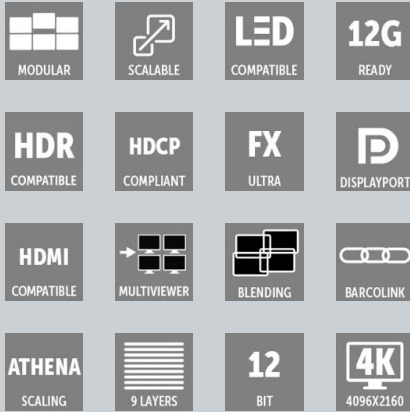 MODULAR
SCALABLE
LED
COMPATIBLE
12G
READY
HDR
COMPATIBLE
HDCP
COMPLIANT
FX
ULTRA
DISPLAYPORT
HDMI
COMPATIBLE
MULTIVIEWER
BLENDING
BARCOLINK
ATHENA
SCALING
9 LAYERS
12
BIT
4K
4096X2160